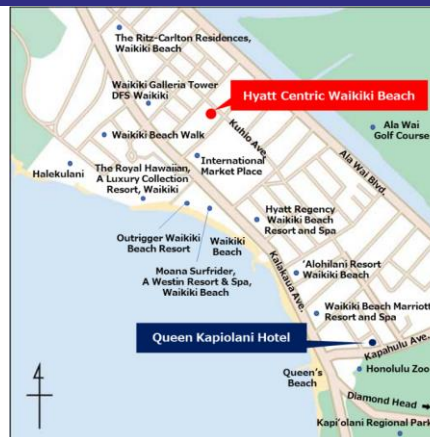 The Ritz-Carlton Residences,
Waikiki Beach
Waikiki Galleria Tower
DFS Waikiki
Hyatt Centric Waikiki Beach
Kuhio Ave.
Ala Wai
Golf Course
Waikiki Beach Walk
International
Market Place
Ala Wai Blvd.
Halekulani
The Royal Hawaiian,
A Luxury Collection
Resort, Waikiki
Hyatt Regency
Waikiki Beach
Resort and Spa
Outrigger Waikiki
Beach Resort
Waikiki
Beach
Moana Surfrider,
A Westin Resort & Spa,
Waikiki Beach
Kalakaua Ave.
'Alohilani Resort
Waikiki Beach
Waikiki Beach Marriott
Resort and Spa
Queen Kapiolani Hotel
Kapahulu Ave.
Honolulu Zoo
Queen's
Beach
Diamond Head
Kapi'olani Regional Park